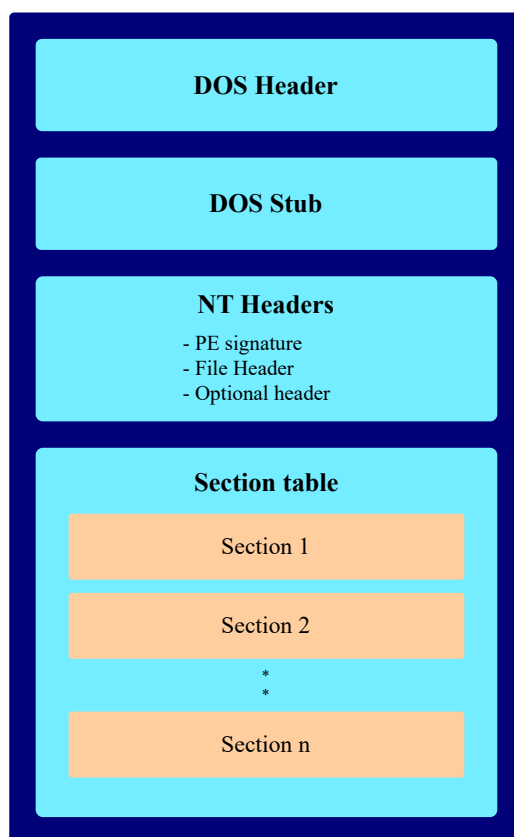 DOS Header
DOS Stub
NT Headers
- PE signature
- File Header
- Optional header
Section table
Section 1
Section 2
*
*
Section n